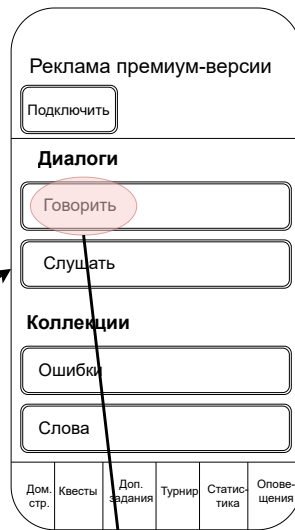 Реклама премиум-версии
Подключить
Диалоги
Говорить
Слушать
Коллекции
Ошибки
Слова
Дом. стр.
Квесты
Доп. задания
Турнир
Статис-
тика
Опове-
щения